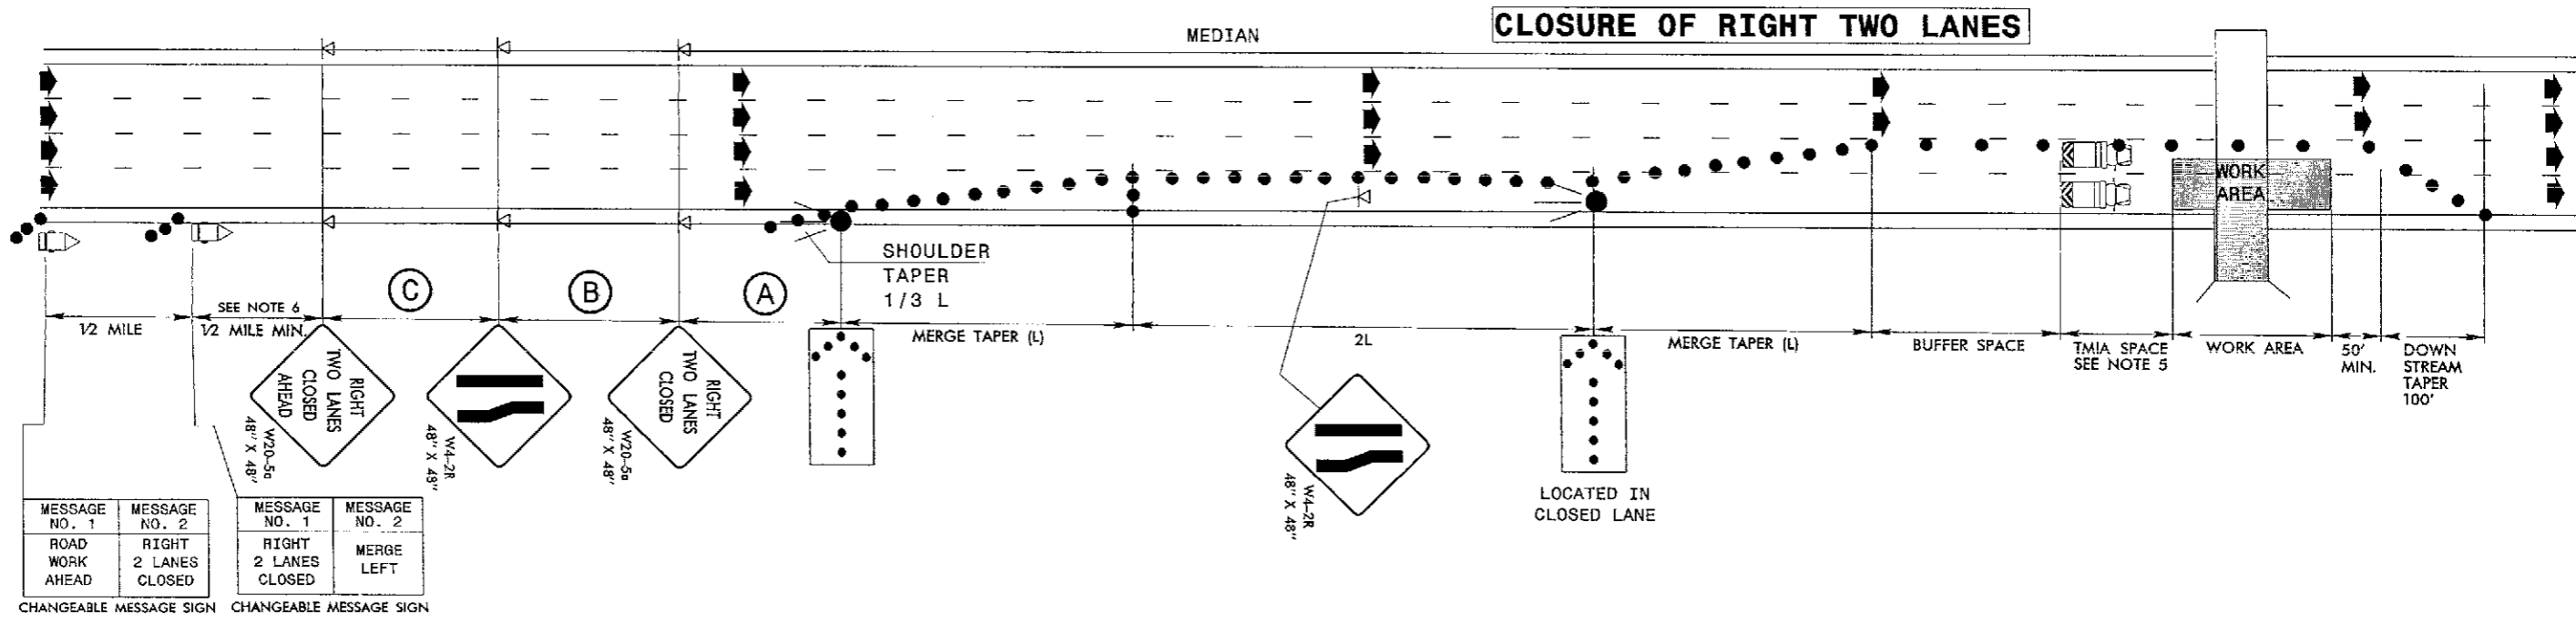 CLOSURE OF RIGHT TWO LANES
MEDIAN
WORK
AREA
SHOULDER
TAPER
1/3 L
C
B
A
SEE NOTE 6
1/2 MILE
1/2 MILE MIN.
MERGE TAPER (L)
2L
MERGE TAPER (L)
BUFFER SPACE
TMIA SPACE
SEE NOTE 5
WORK AREA
50'
MIN.
DOWN
STREAM
TAPER
100'
RIGHT
TWO LANES
CLOSED
AHEAD
W20-5a
48" X 48"
W4-2R
48" X 48"
RIGHT
TWO LANES
CLOSED
W20-5a
48" X 48"
W4-2R
48" X 48"
LOCATED IN
CLOSED LANE
MESSAGE NO. 1
MESSAGE NO. 2
ROAD
WORK
AHEAD
RIGHT
2 LANES
CLOSED
CHANGEABLE MESSAGE SIGN
MESSAGE NO. 1
MESSAGE NO. 2
RIGHT
2 LANES
CLOSED
MERGE
LEFT
CHANGEABLE MESSAGE SIGN